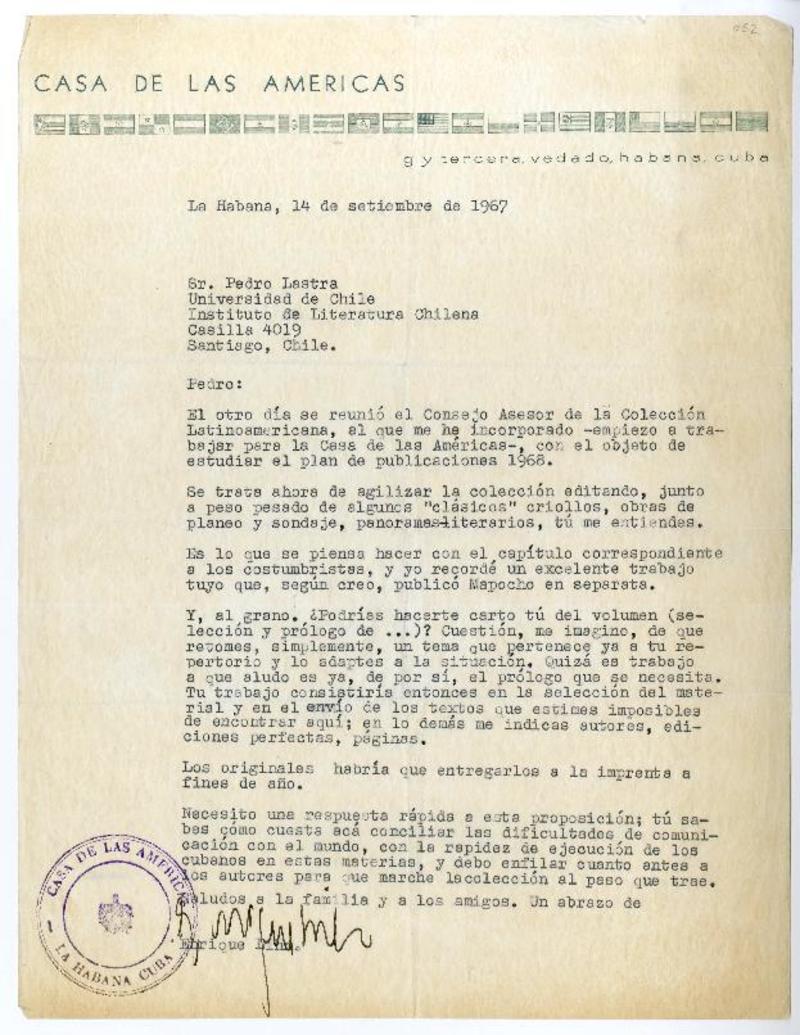 052
CASA DE LAS AMERICAS
g y tercera, vedado, habana, cuba
La Habana, 14 de setiembre de 1967
Sr. Pedro Lastra
Universidad de Chile
Instituto de Literatura Chilena
Casilla 4019
Santiago, Chile.
Pedro:
El otro día se reunió el Consejo Asesor de la Colección
Latinoamericana, al que me he incorporado -empiezo a tra-
bajar para la Casa de las Américas-, con el objeto de
estudiar el plan de publicaciones 1968.
Se trata ahora de agilizar la colección editando, junto
a peso pesado de algunos "clásicos" criollos, obras de
planeo y sondaje, panoramas literarios, tú me entiendes.
Es lo que se piensa hacer con el capítulo correspondiente
a los costumbristas, y yo recordé un excelente trabajo
tuyo que, según creo, publicó Mapocho en separata.
Y, al grano. ¿Podrías hacerte carto tú del volumen (se-
lección y prólogo de ...)? Cuestión, me imagino, de que
retomes, simplemente, un tema que pertenece ya a tu re-
pertorio y lo adaptes a la situación. Quizá es trabajo
a que aludo es ya, de por sí, el prólogo que se necesita.
Tu trabajo consistiría entonces en la selección del mate-
rial y en el envío de los textos que estimes imposibles
de encontrar aquí; en lo demás me indicas autores, edi-
ciones perfectas, páginas.
Los originales habría que entregarlos a la imprenta a
fines de año.
Necesito una respuesta rápida a esta proposición; tú sa-
bes cómo cuesta acá conciliar las dificultades de comuni-
cación con el mundo, con la rapidez de ejecución de los
cubanos en estas materias, y debo enfilar cuanto antes a
los autores para que marche lacolección al paso que trae.
Saludos a la familia y a los amigos. Un abrazo de
Enrique Lihn.
CASA DE LAS AMERICAS
LA HABANA CUBA